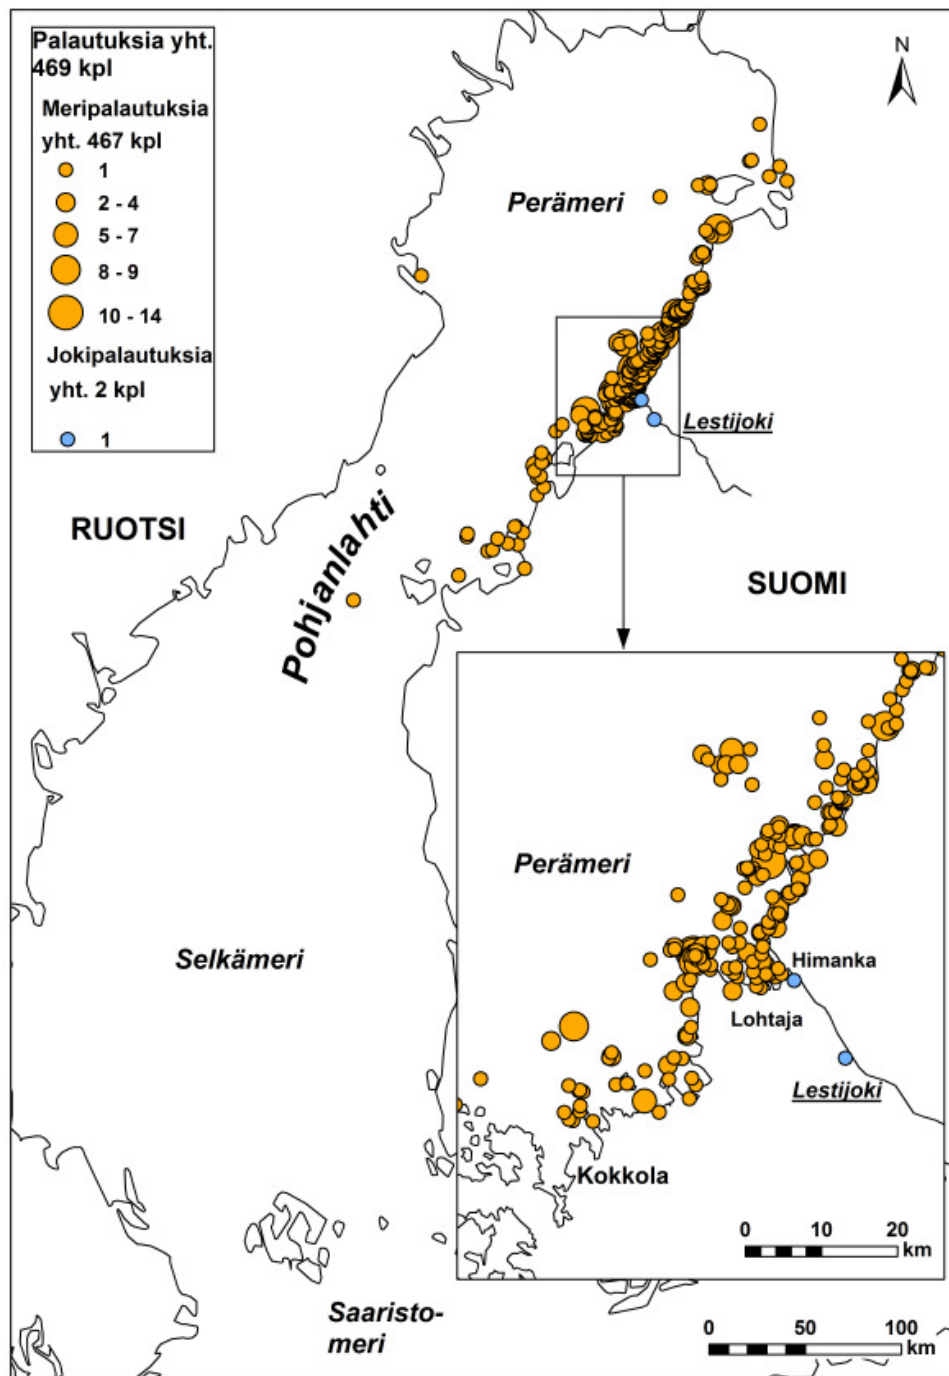 Palautuksia yht.
469 kpl
Meripalautuksia
yht. 467 kpl
1
2 - 4
5 - 7
8 - 9
10 - 14
Jokipalautuksia
yht. 2 kpl
1
N
Perämeri
Lestijoki
RUOTSI
Pohjanlahti
SUOMI
Perämeri
Selkämeri
Himanka
Lohtaja
Lestijoki
Kokkola
0 10 20
km
Saaristo-
meri
0 50 100
km